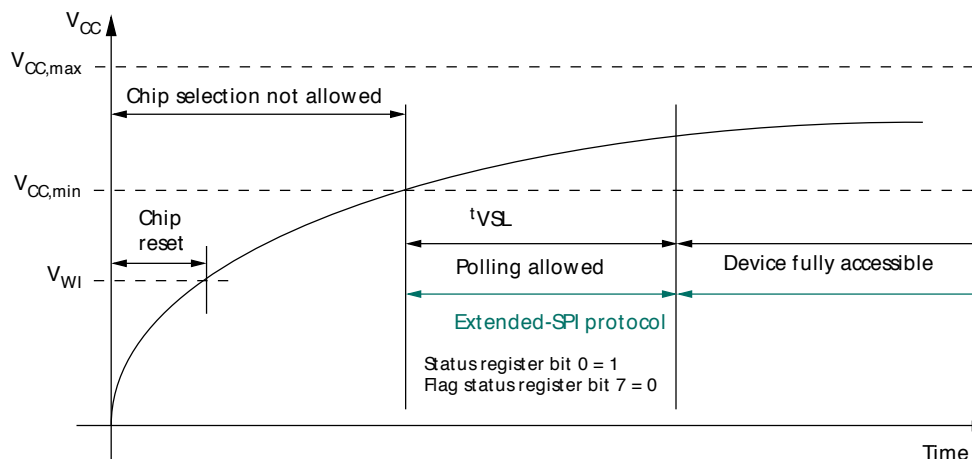 VCC
VCC,max
Chip selection not allowed
VCC,min
Chip
reset
tVSL
VWI
Polling allowed
Device fully accessible
Extended-SPI protocol
Status register bit 0 = 1
Flag status register bit 7 = 0
Time